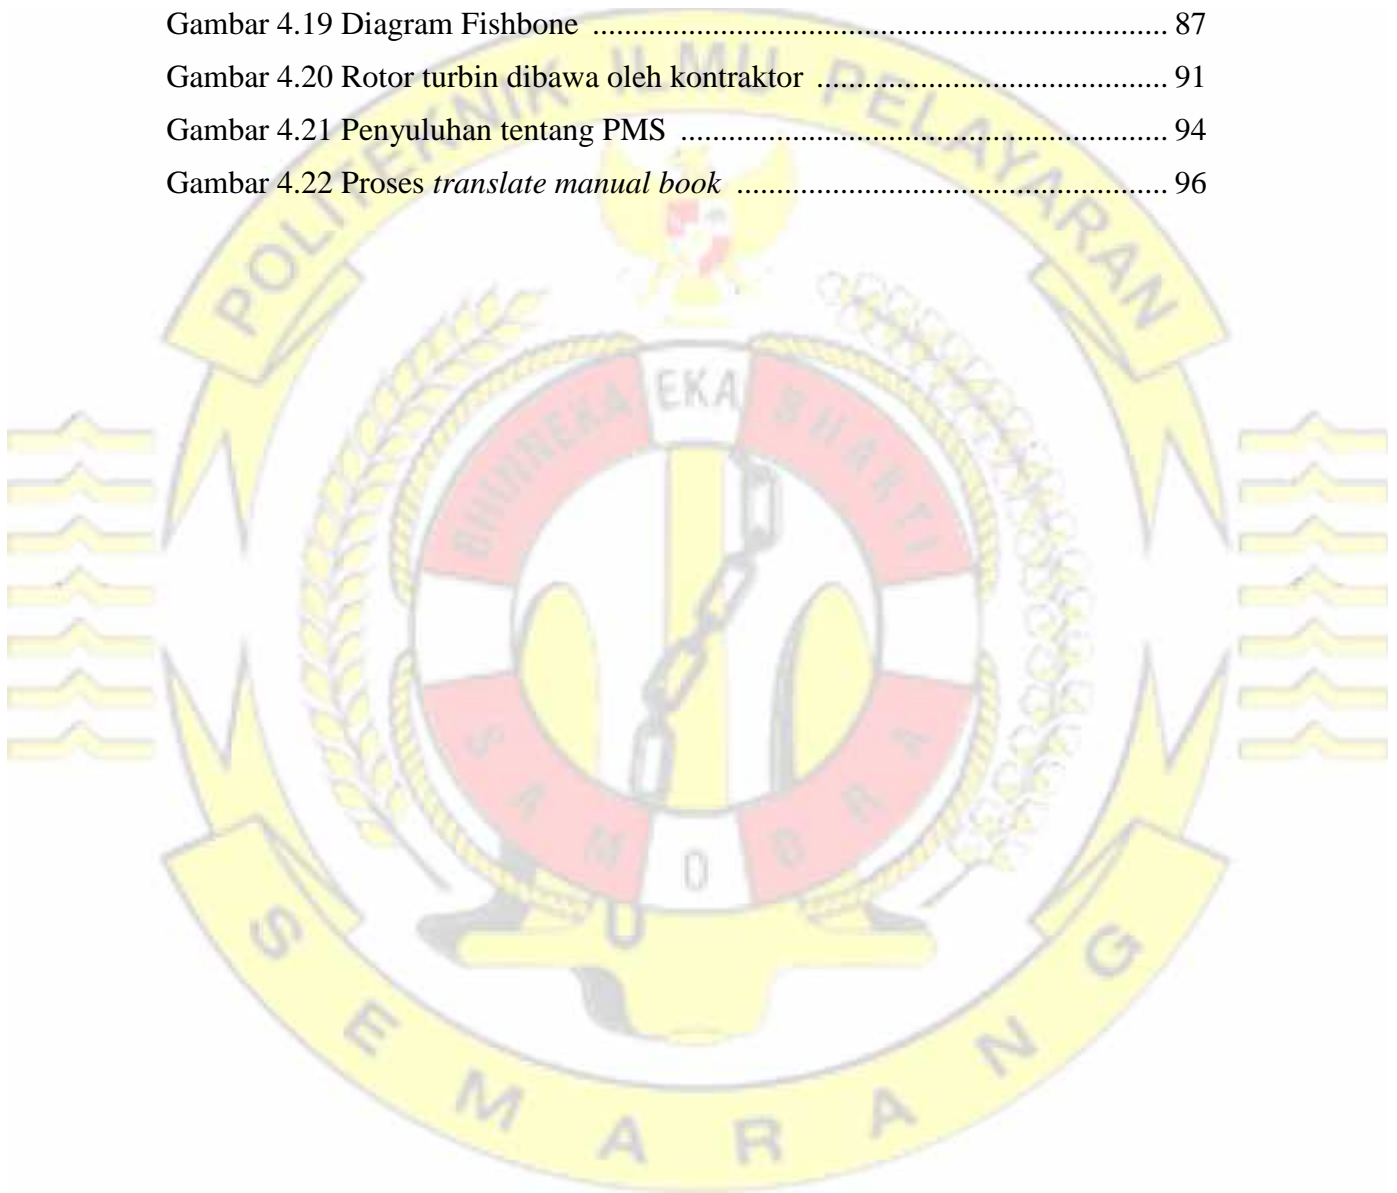 Gambar 4.19 Diagram Fishbone ........................................................................ 87
Gambar 4.20 Rotor turbin dibawa oleh kontraktor ............................................ 91
Gambar 4.21 Penyuluhan tentang PMS ............................................................. 94
Gambar 4.22 Proses translate manual book ...................................................... 96
POLITEKNIK ILMU PELAYARAN
BHINNEKA EKA BHAKTI
SAMODRA
SEMARANG